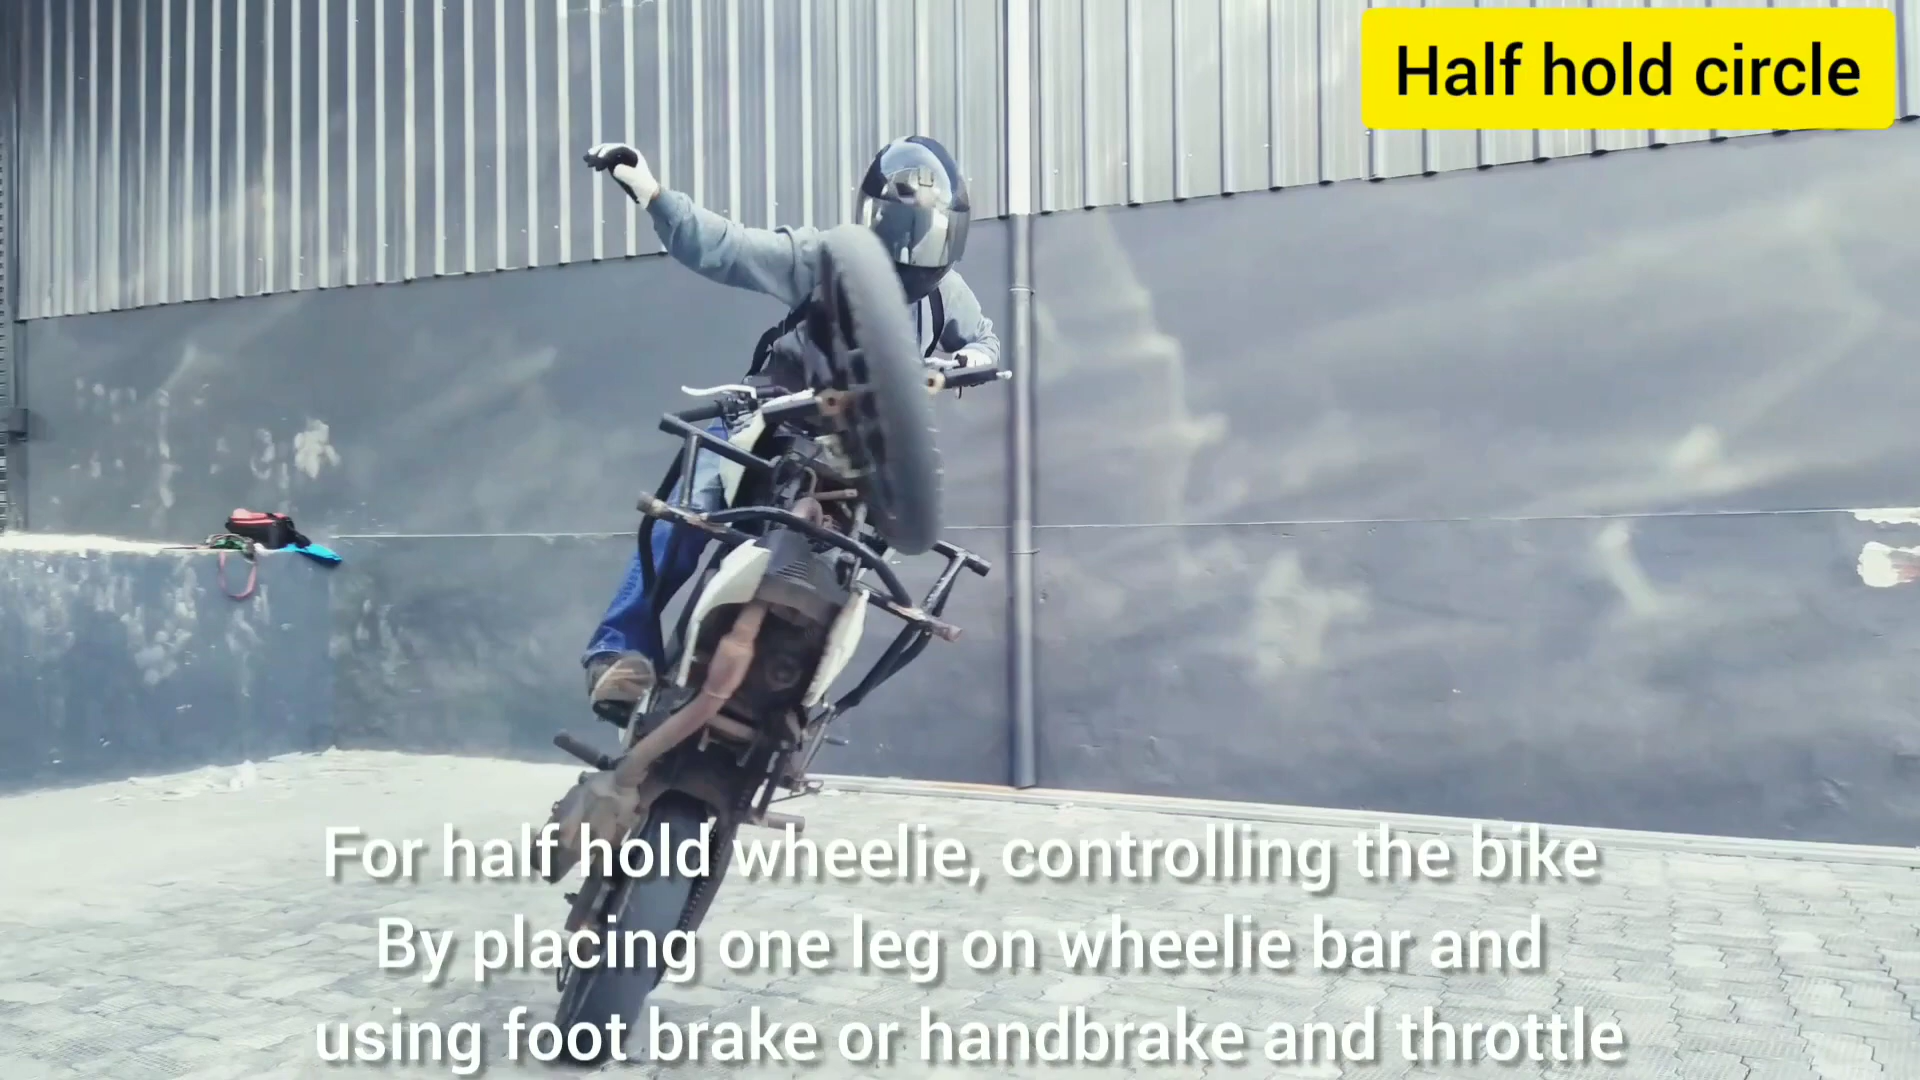 Half hold circle
For half hold wheelie, controlling the bike
By placing one leg on wheelie bar and
using foot brake or handbrake and throttle